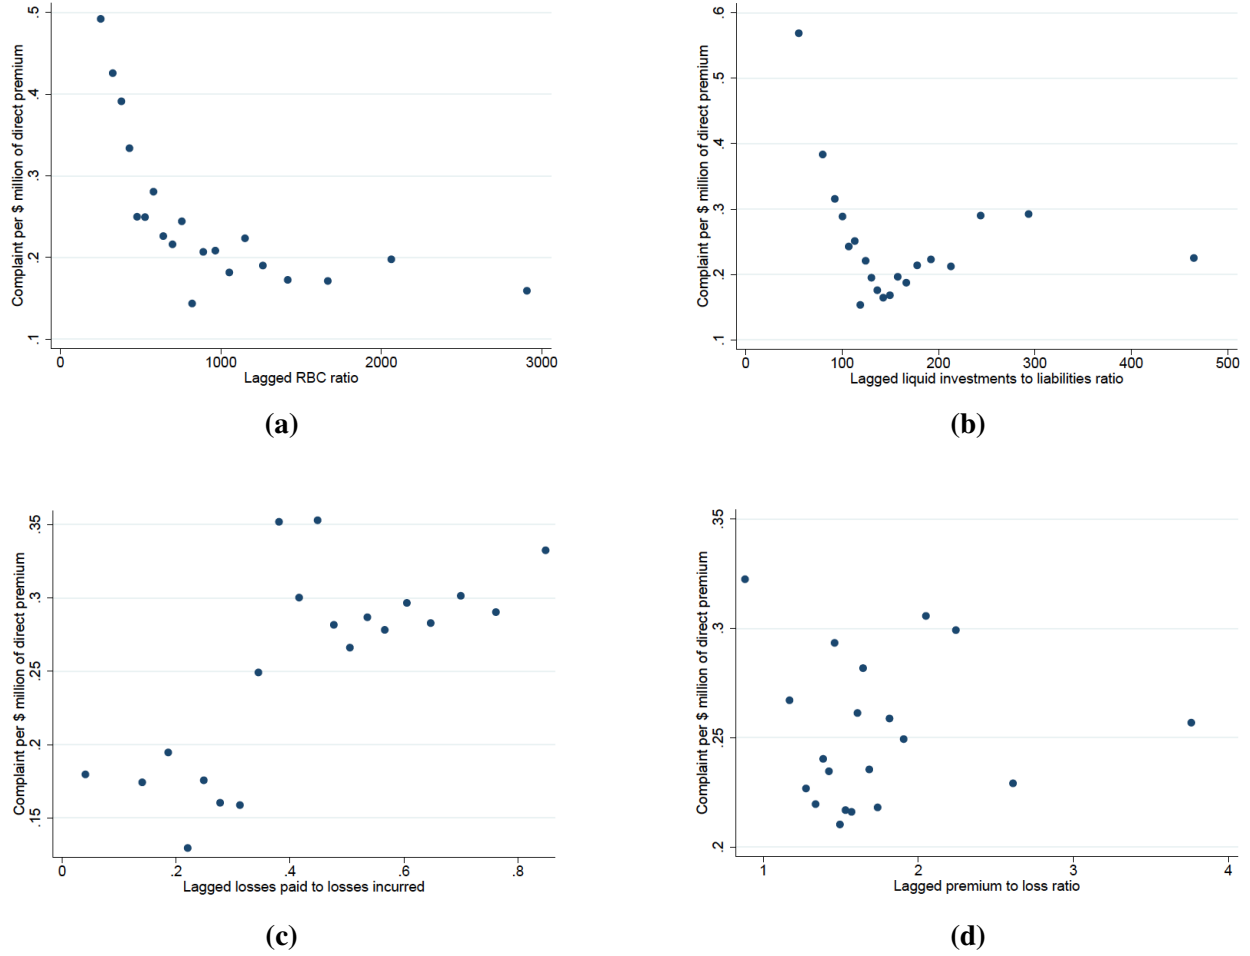 Complaint per $ million of direct premium
.5
.4
.3
.2
.1
0 1000 2000 3000
Lagged RBC ratio
(a)
Complaint per $ million of direct premium
.6
.5
.4
.3
.2
.1
0 100 200 300 400 500
Lagged liquid investments to liabilities ratio
(b)
Complaint per $ million of direct premium
.35
.3
.25
.2
.15
0 .2 .4 .6 .8
Lagged losses paid to losses incurred
(c)
Complaint per $ million of direct premium
.35
.3
.25
.2
1 2 3 4
Lagged premium to loss ratio
(d)